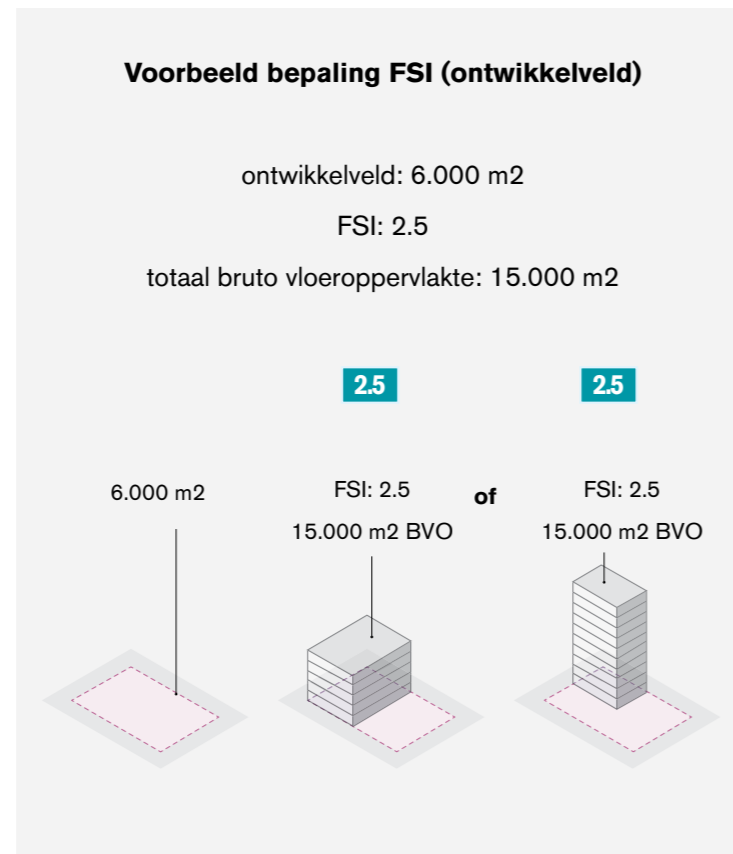 Voorbeeld bepaling FSI (ontwikkelveld)
ontwikkelveld: 6.000 m2
FSI: 2.5
totaal bruto vloeroppervlakte: 15.000 m2
2.5
2.5
6.000 m2
FSI: 2.5
15.000 m2 BVO
of
FSI: 2.5
15.000 m2 BVO